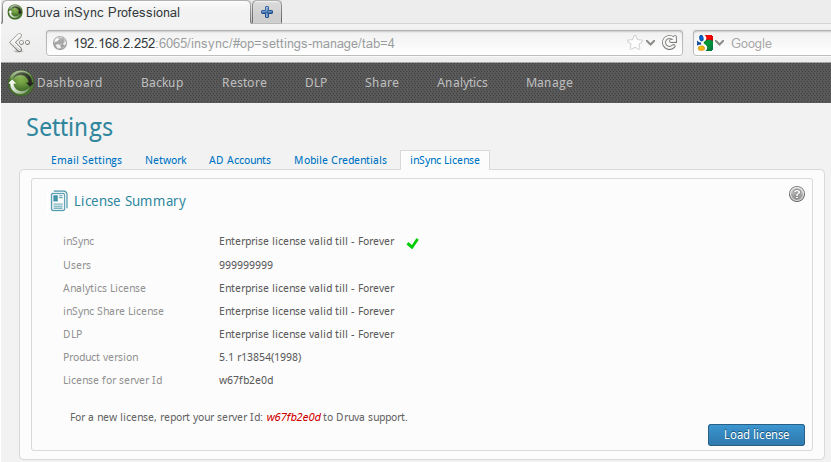 Druva inSync Professional
192.168.2.252:6065/insync/#op=settings-manage/tab=4
Google
Dashboard Backup Restore DLP Share Analytics Manage
Settings
Email Settings Network AD Accounts Mobile Credentials inSync License
License Summary
inSync Enterprise license valid till - Forever
Users 999999999
Analytics License Enterprise license valid till - Forever
inSync Share License Enterprise license valid till - Forever
DLP Enterprise license valid till - Forever
Product version 5.1 r13854(1998)
License for server Id w67fb2e0d
For a new license, report your server Id: w67fb2e0d to Druva support.
Load license